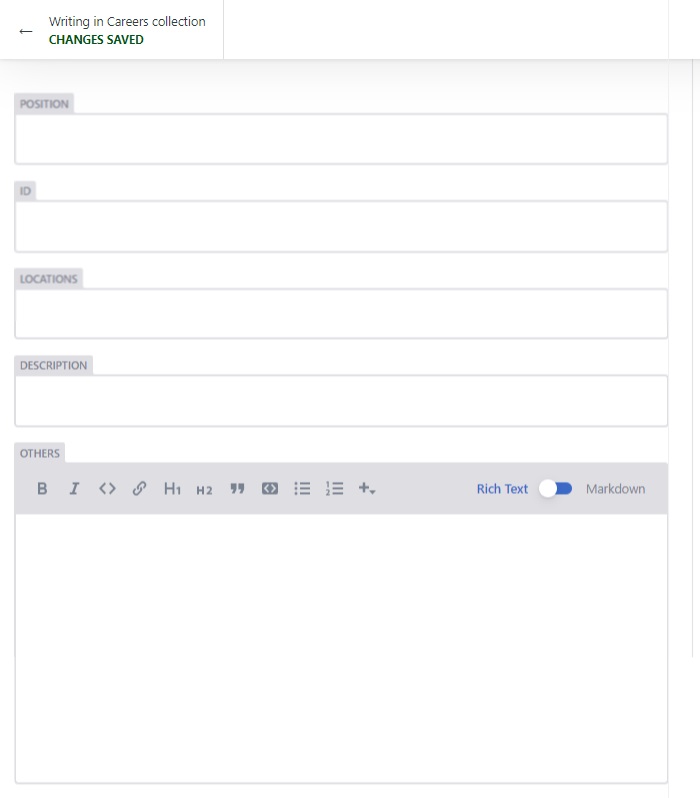 ← Writing in Careers collection
CHANGES SAVED
POSITION
ID
LOCATIONS
DESCRIPTION
OTHERS
B I <> H1 H2 Rich Text Markdown